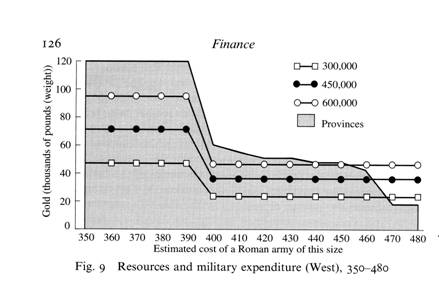 126
Finance
Gold (thousands of pounds (weight))
120
100
80
60
40
20
0
300,000
450,000
600,000
Provinces
350 360 370 380 390 400 410 420 430 440 450 460 470 480
Estimated cost of a Roman army of this size
Fig. 9 Resources and military expenditure (West), 350–480